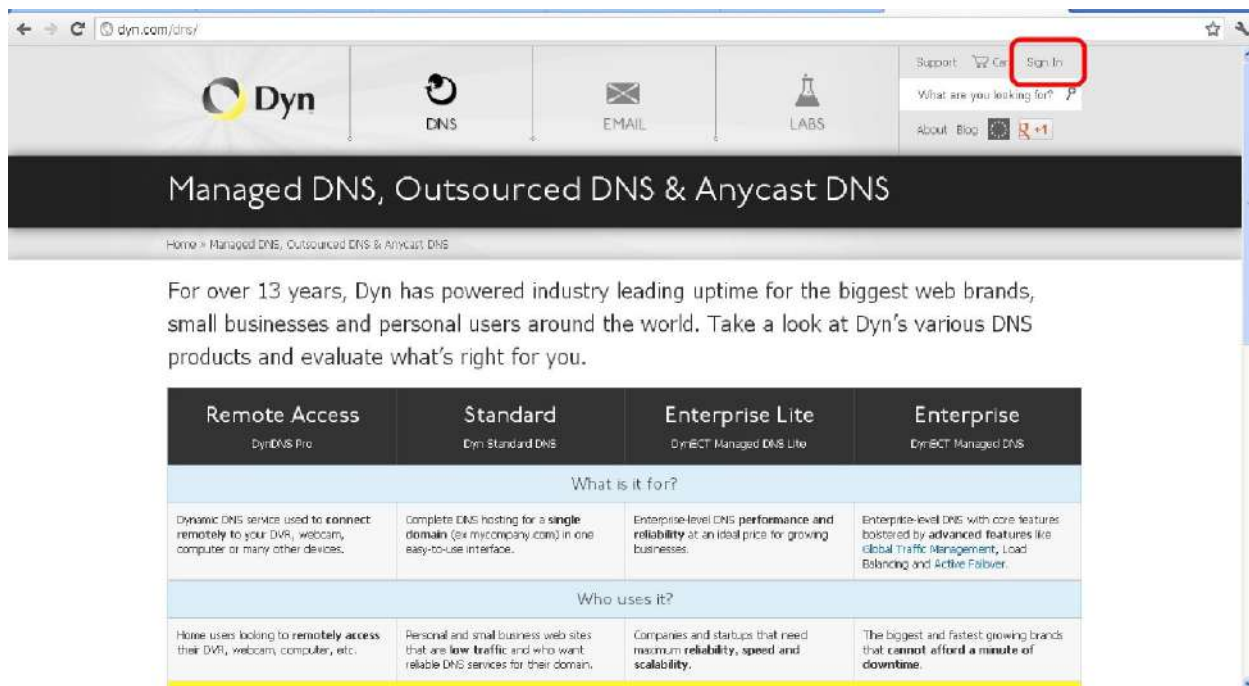 dyn.com/dns/
Support Car Sign In
Dyn
DNS
EMAIL
LABS
What are you looking for?
About Blog +1
Managed DNS, Outsourced DNS & Anycast DNS
Home » Managed DNS, Outsourced DNS & Anycast DNS
For over 13 years, Dyn has powered industry leading uptime for the biggest web brands,
small businesses and personal users around the world. Take a look at Dyn's various DNS
products and evaluate what's right for you.
Remote Access
DynDNS Pro
Standard
Dyn Standard DNS
Enterprise Lite
DynECT Managed DNS Lite
Enterprise
DynECT Managed DNS
What is it for?
Dynamic DNS service used to connect
remotely to your DVR, webcam,
computer or many other devices.
Complete DNS hosting for a single
domain (ex mycompany.com) in one
easy-to-use interface.
Enterprise-level DNS performance and
reliability at an ideal price for growing
businesses.
Enterprise-level DNS with core features
bolstered by advanced features like
Global Traffic Management, Load
Balancing and Active Failover.
Who uses it?
Home users looking to remotely access
their DVR, webcam, computer, etc.
Personal and small business web sites
that are low traffic and who want
reliable DNS services for their domain.
Companies and startups that need
maximum reliability, speed and
scalability.
The biggest and fastest growing brands
that cannot afford a minute of
downtime.